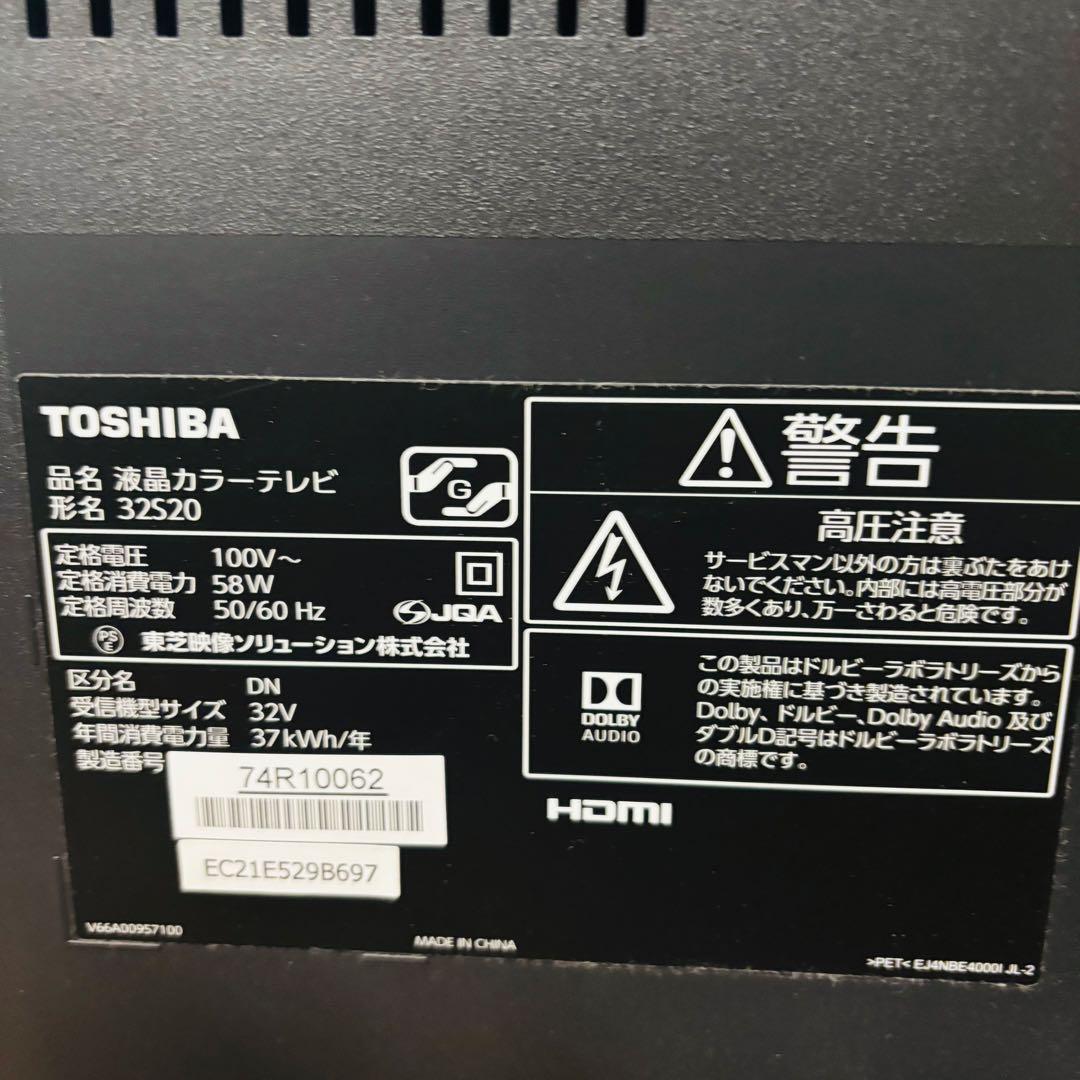 TOSHIBA
品名 液晶カラーテレビ
形名 32S20
G
定格電圧 100V～
定格消費電力 58W
定格周波数 50/60 Hz
JQA
PS
E
東芝映像ソリューション株式会社
区分名 DN
受信機型サイズ 32V
年間消費電力量 37kWh/年
製造番号
74R10062
EC21E529B697
V66A00957100
MADE IN CHINA
警告
高圧注意
サービスマン以外の方は裏ぶたをあけ
ないでください。内部には高電圧部分が
数多くあり、万一さわると危険です。
DOLBY
AUDIO
この製品はドルビーラボラトリーズから
の実施権に基づき製造されています。
Dolby、ドルビー、Dolby Audio 及び
ダブルD記号はドルビーラボラトリーズ
の商標です。
HDMI
>PET< EJ4NBE4000I JL-2